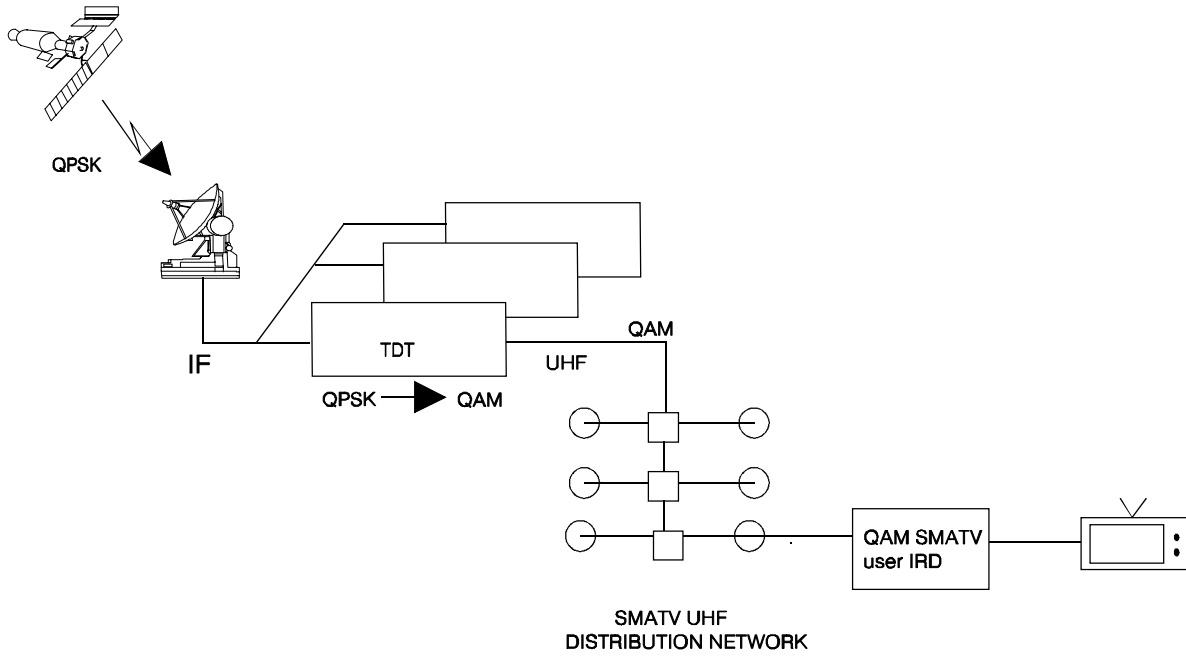 QPSK
IF
TDT
QPSK QAM
UHF
QAM
QAM SMATV
user IRD
SMATV UHF
DISTRIBUTION NETWORK